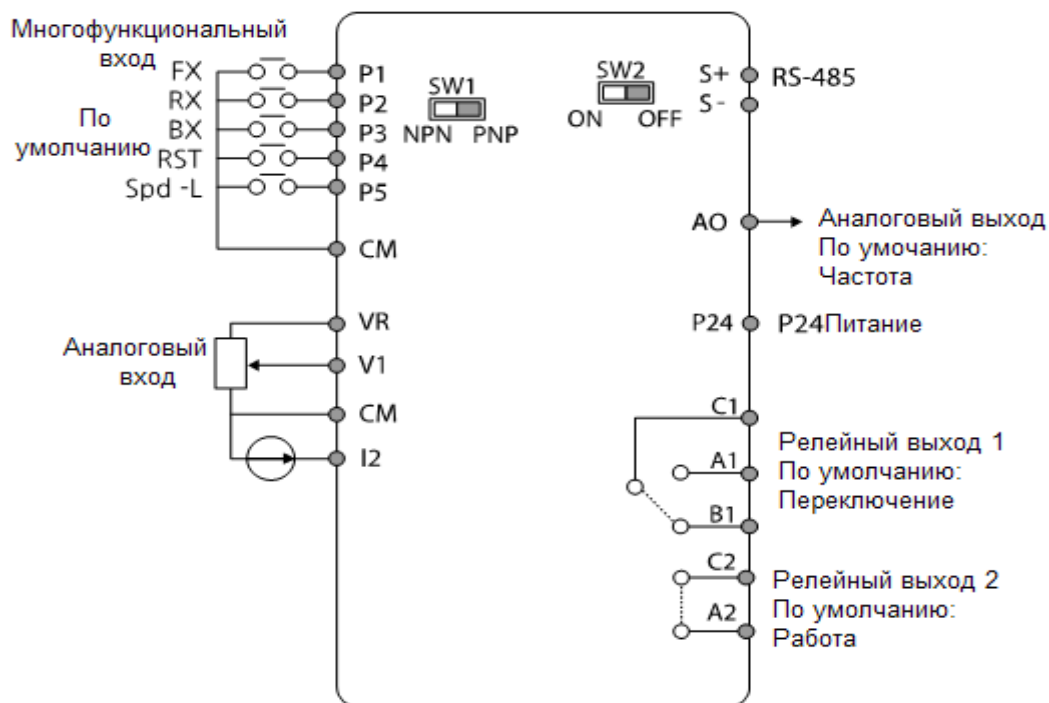 Многофункциональный
вход
FX
RX
BX
RST
Spd -L
По
умолчанию
P1
P2
P3
P4
P5
CM
SW1
NPN PNP
SW2
ON OFF
S+
S-
RS-485
AO
Аналоговый выход
По умочанию:
Частота
P24
P24Питание
Аналоговый
вход
VR
V1
CM
I2
C1
A1
B1
Релейный выход 1
По умолчанию:
Переключение
C2
A2
Релейный выход 2
По умолчанию:
Работа